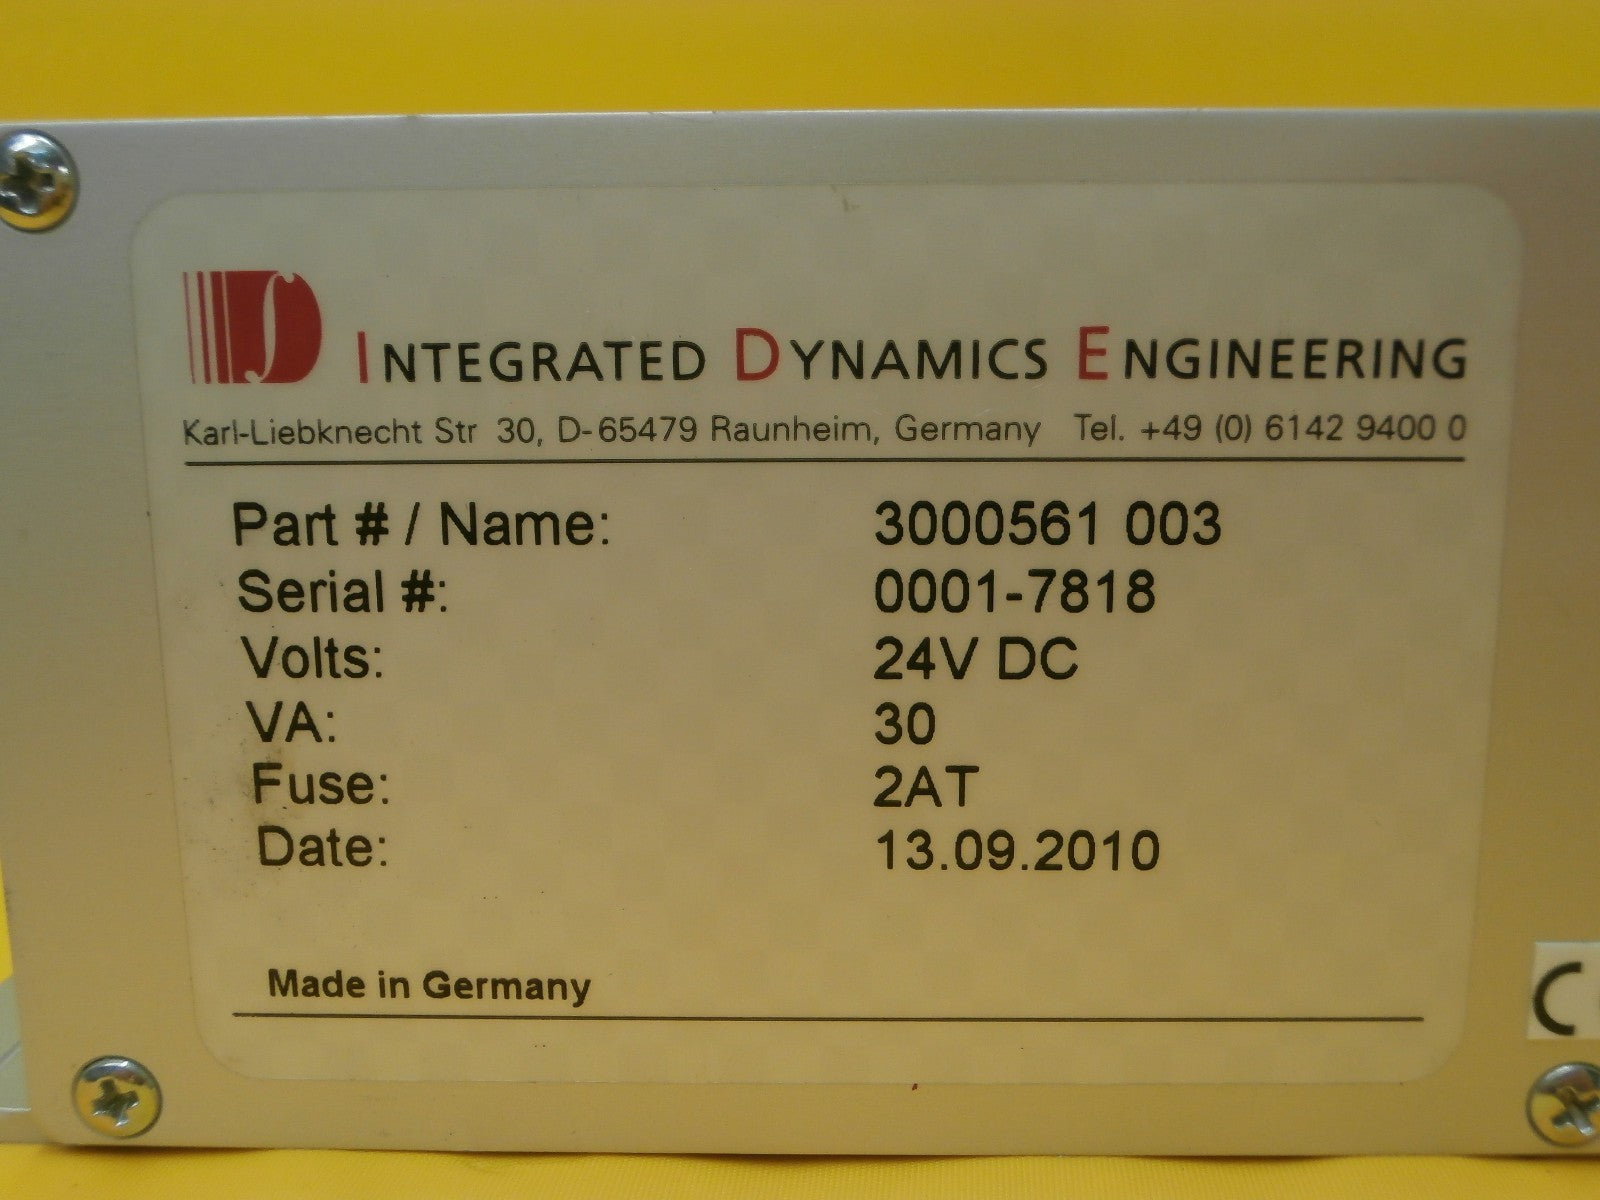 INTEGRATED DYNAMICS ENGINEERING
Karl-Liebknecht Str 30, D-65479 Raunheim, Germany Tel. +49 (0) 6142 9400 0
Part # / Name: 3000561 003
Serial #: 0001-7818
Volts: 24V DC
VA: 30
Fuse: 2AT
Date: 13.09.2010
Made in Germany